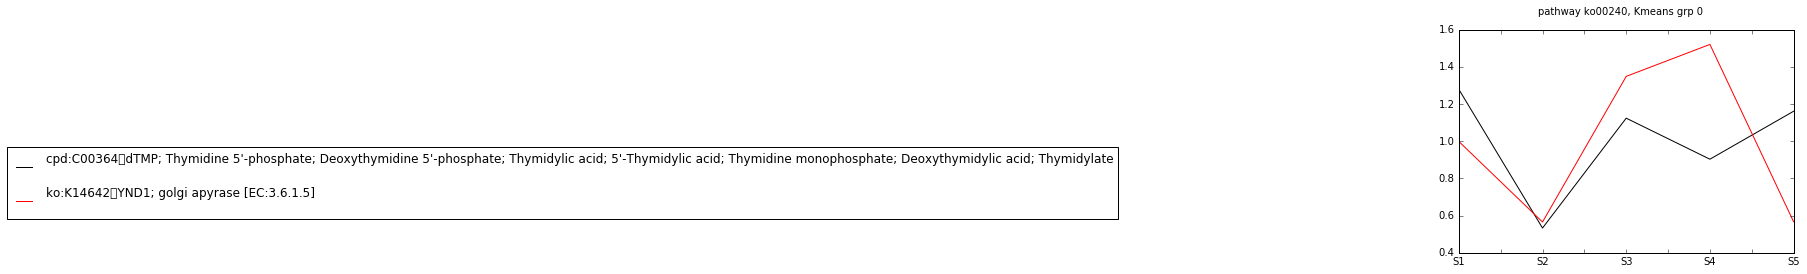 pathway ko00240, Kmeans grp 0
1.6
1.4
1.2
1.0
0.8
0.6
0.4
S1 S2 S3 S4 S5
cpd:C00364▯dTMP; Thymidine 5'-phosphate; Deoxythymidine 5'-phosphate; Thymidylic acid; 5'-Thymidylic acid; Thymidine monophosphate; Deoxythymidylic acid; Thymidylate
ko:K14642▯YND1; golgi apyrase [EC:3.6.1.5]